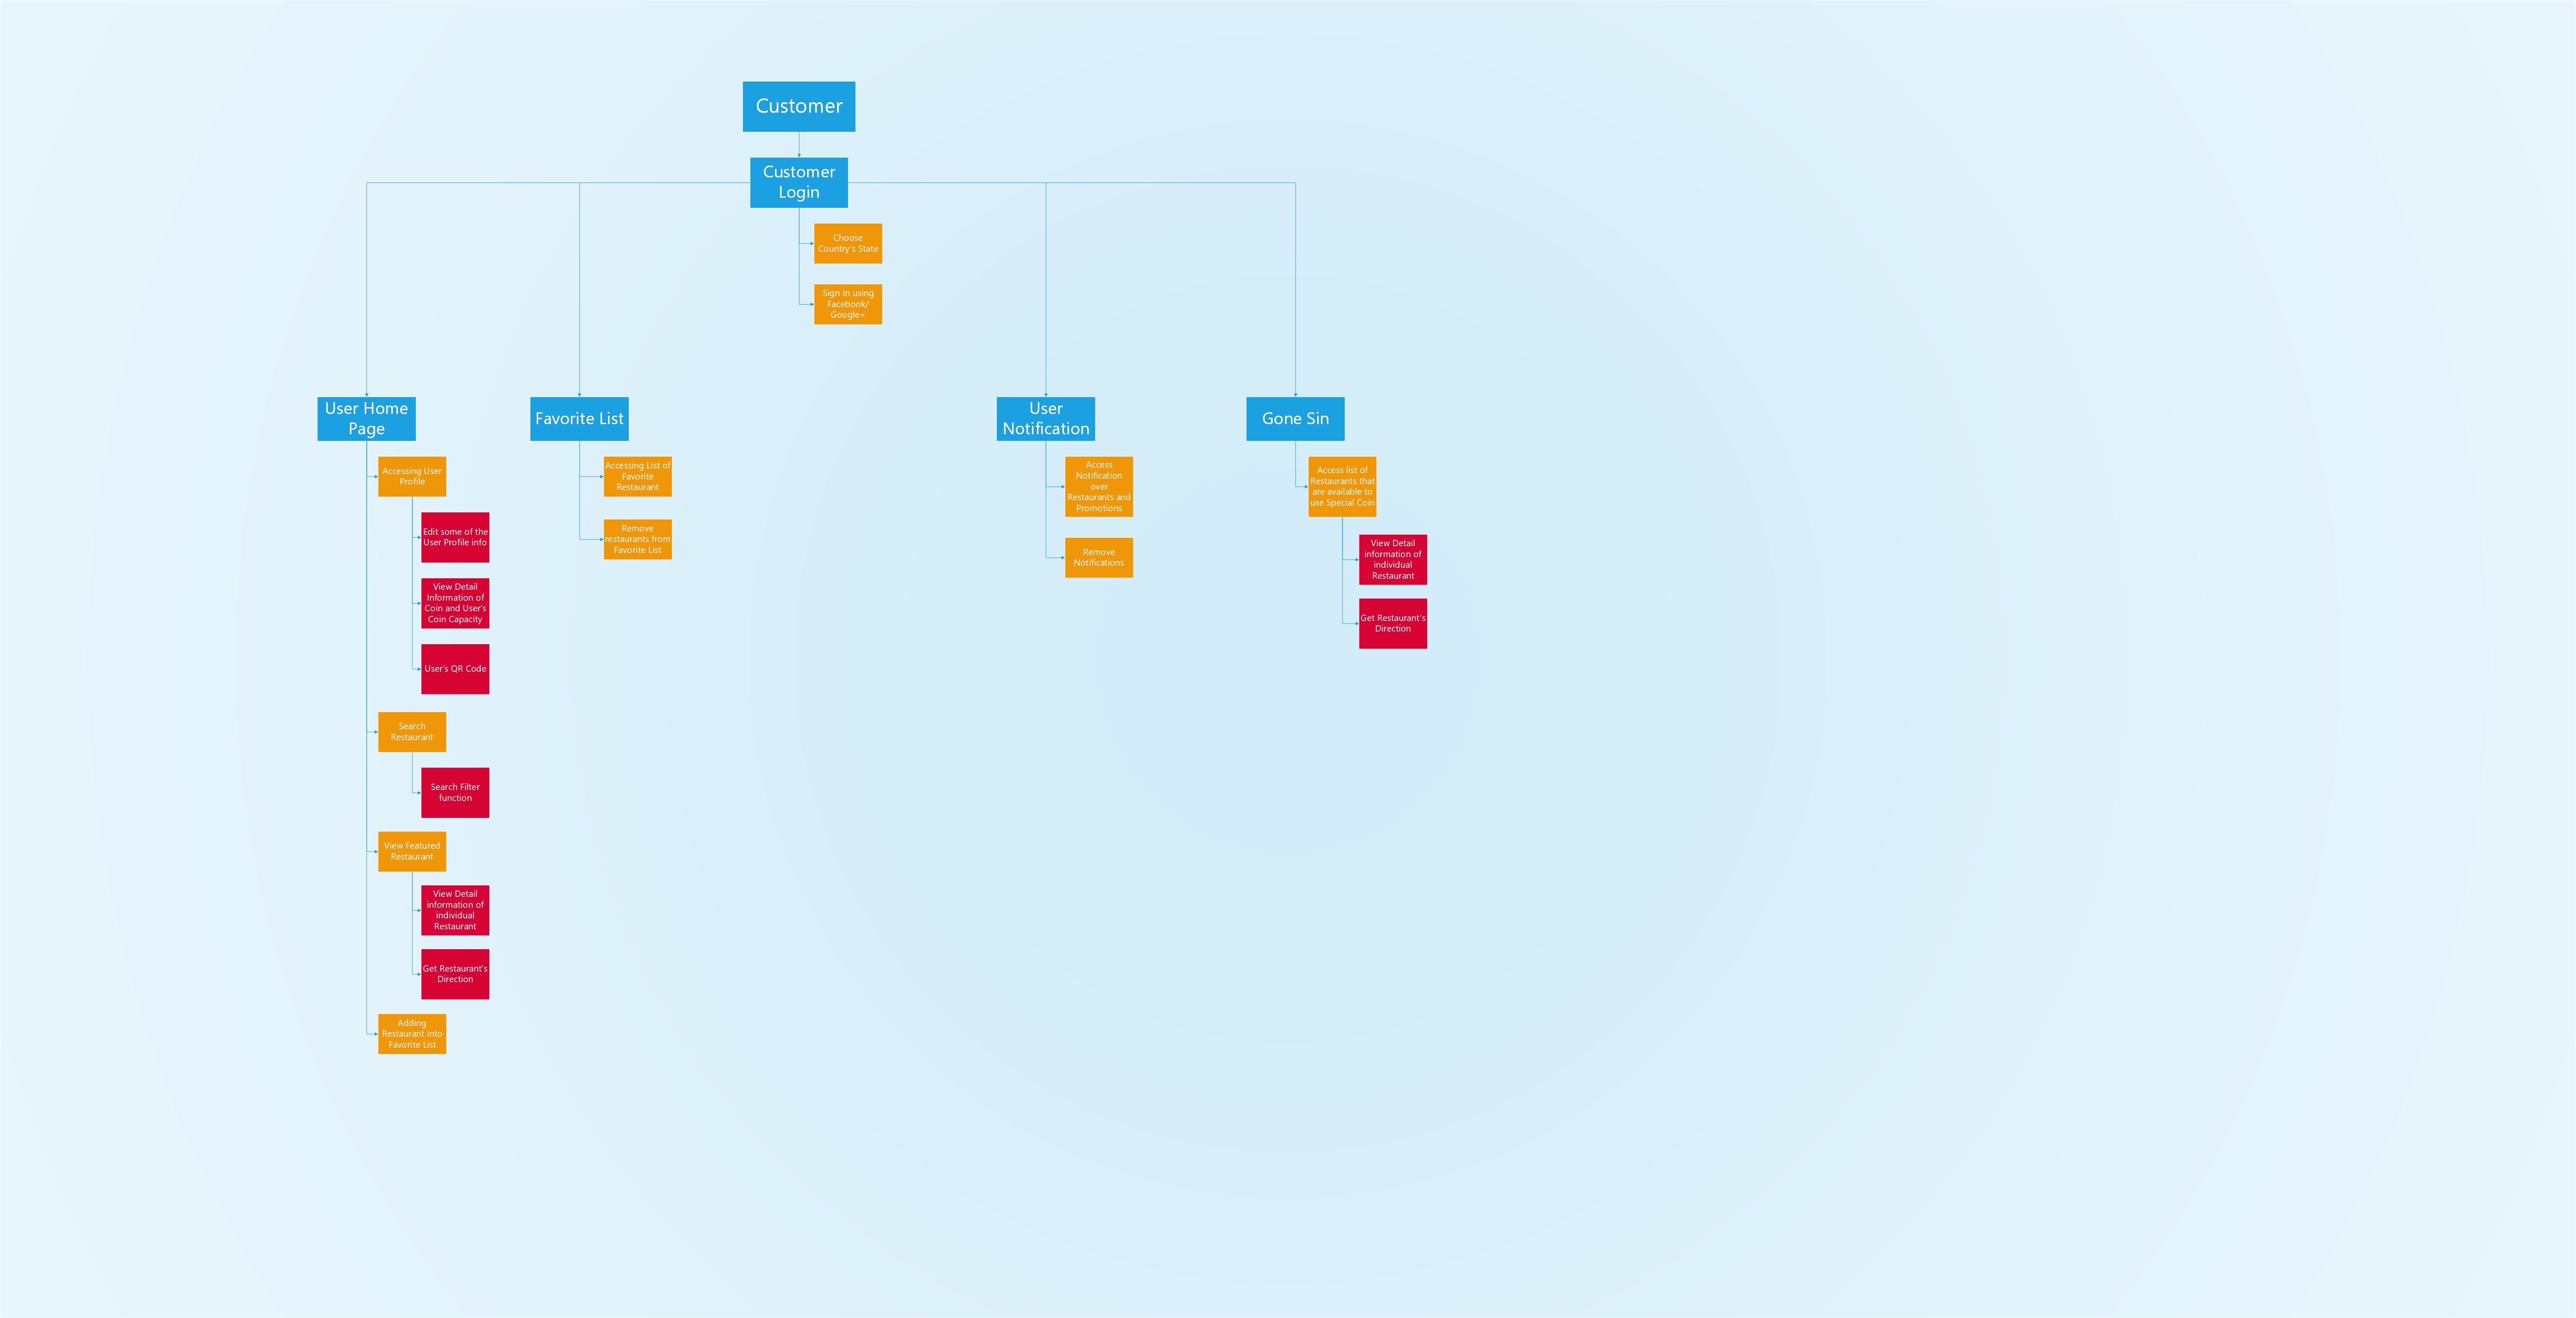 Customer
Customer
Login
Choose
Country's State
Sign In using
Facebook/
Google+
User Home
Page
Accessing User
Profile
Edit some of the
User Profile info
View Detail
Information of
Coin and User's
Coin Capacity
User's QR Code
Search
Restaurant
Search Filter
function
View Featured
Restaurant
View Detail
information of
individual
Restaurant
Get Restaurant's
Direction
Adding
Restaurant into
Favorite List
Favorite List
Accessing List of
Favorite
Restaurant
Remove
restaurants from
Favorite List
User
Notification
Access
Notification
over
Restaurants and
Promotions
Remove
Notifications
Gone Sin
Access list of
Restaurants that
are available to
use Special Coin
View Detail
information of
individual
Restaurant
Get Restaurant's
Direction